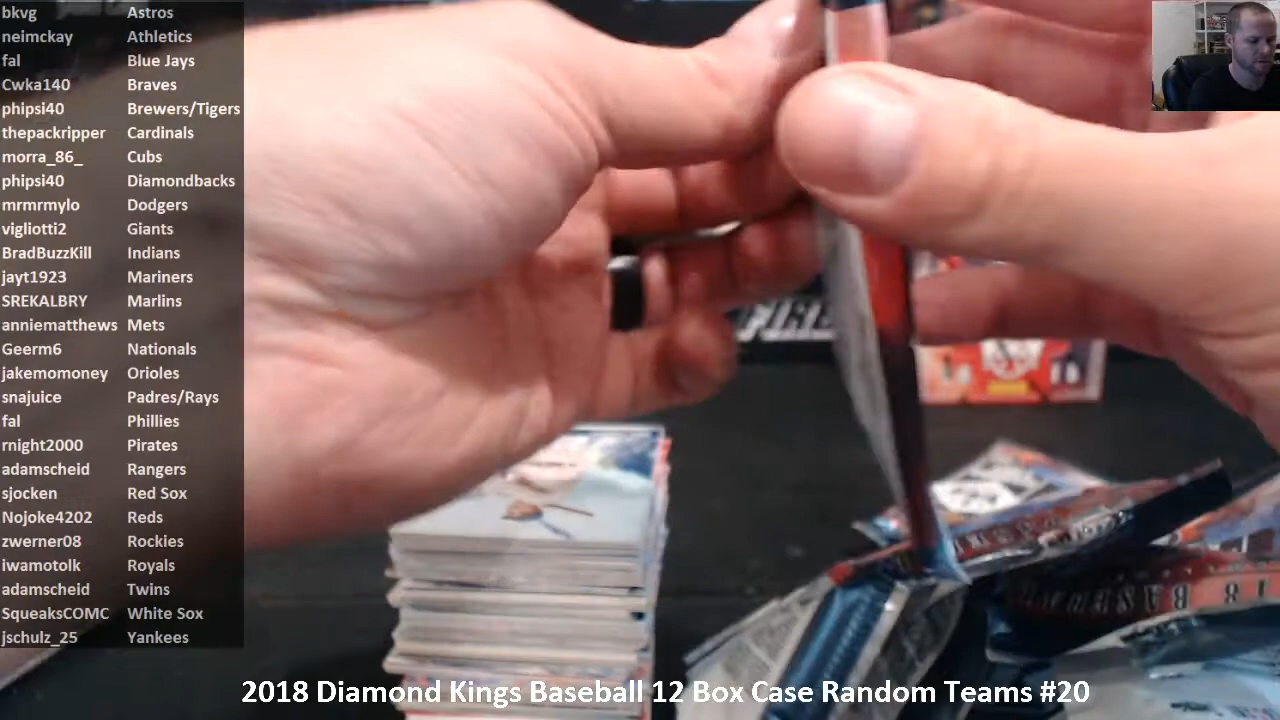 bkvg Astros
neimckay Athletics
fal Blue Jays
Cwka140 Braves
phipsi40 Brewers/Tigers
thepackripper Cardinals
morra_86_ Cubs
phipsi40 Diamondbacks
mrmrmylo Dodgers
vigliotti2 Giants
BradBuzzKill Indians
jayt1923 Mariners
SREKALBRY Marlins
anniematthews Mets
Geerm6 Nationals
jakemomoney Orioles
snajuice Padres/Rays
fal Phillies
rnight2000 Pirates
adamscheid Rangers
sjocken Red Sox
Nojoke4202 Reds
zwerner08 Rockies
iwamotolk Royals
adamscheid Twins
SqueaksCOMC White Sox
jschulz_25 Yankees
FIRE
18 BASEBALL
2018 Diamond Kings Baseball 12 Box Case Random Teams #20